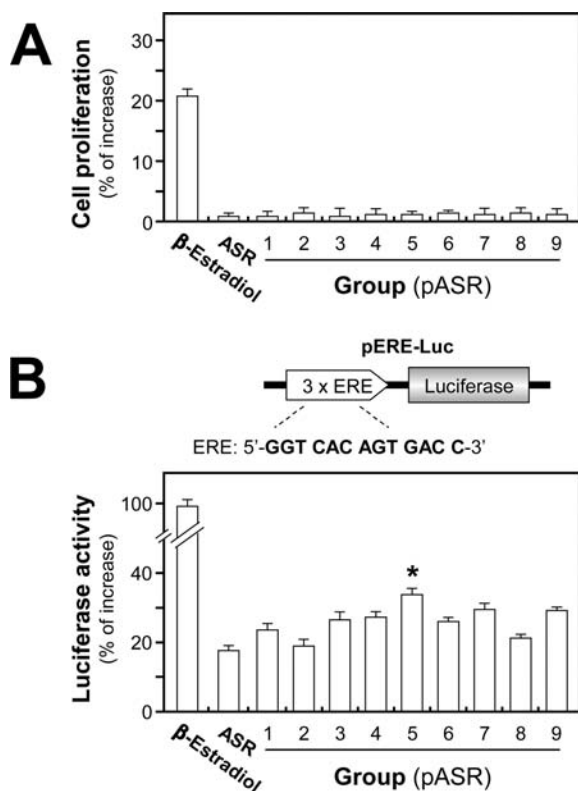 A
Cell proliferation
(% of increase)
30
20
10
0
β-Estradiol
ASR
1 2 3 4 5 6 7 8 9
Group (pASR)
B
pERE-Luc
3 x ERE
Luciferase
ERE: 5'-GGT CAC AGT GAC C-3'
Luciferase activity
(% of increase)
100
40
20
0
*
β-Estradiol
ASR
1 2 3 4 5 6 7 8 9
Group (pASR)